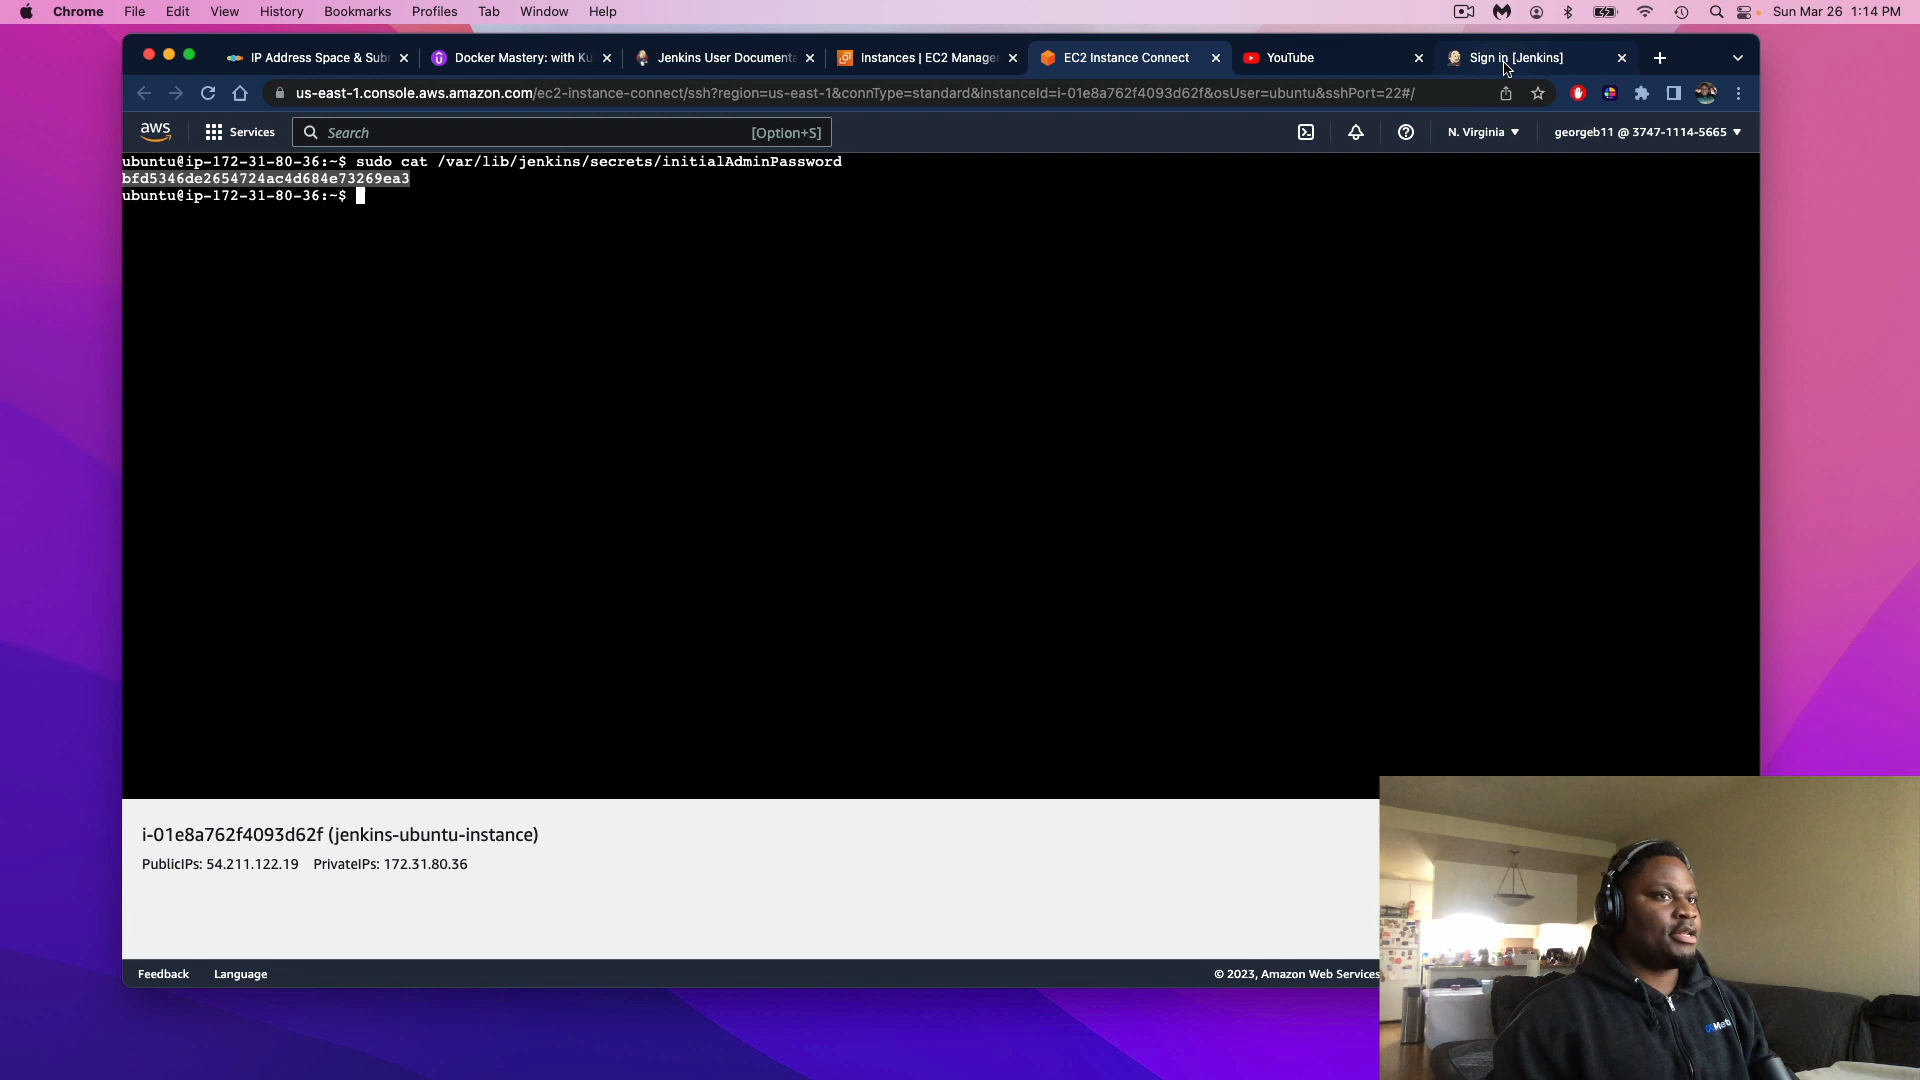 Chrome File Edit View History Bookmarks Profiles Tab Window Help Sun Mar 26 1:14 PM
IP Address Space & Sub Docker Mastery: with Ku Jenkins User Documenta Instances | EC2 Manage EC2 Instance Connect YouTube Sign in [Jenkins]
us-east-1.console.aws.amazon.com/ec2-instance-connect/ssh?region=us-east-1&connType=standard&instanceId=i-01e8a762f4093d62f&osUser=ubuntu&sshPort=22#/
aws Services Search [Option+S] N. Virginia georgeb11 @ 3747-1114-5665
ubuntu@ip-172-31-80-36:~$ sudo cat /var/lib/jenkins/secrets/initialAdminPassword
bfd5346de2654724ac4d684e73269ea3
ubuntu@ip-172-31-80-36:~$
i-01e8a762f4093d62f (jenkins-ubuntu-instance)
PublicIPs: 54.211.122.19 PrivateIPs: 172.31.80.36
Feedback Language © 2023, Amazon Web Services
Meta